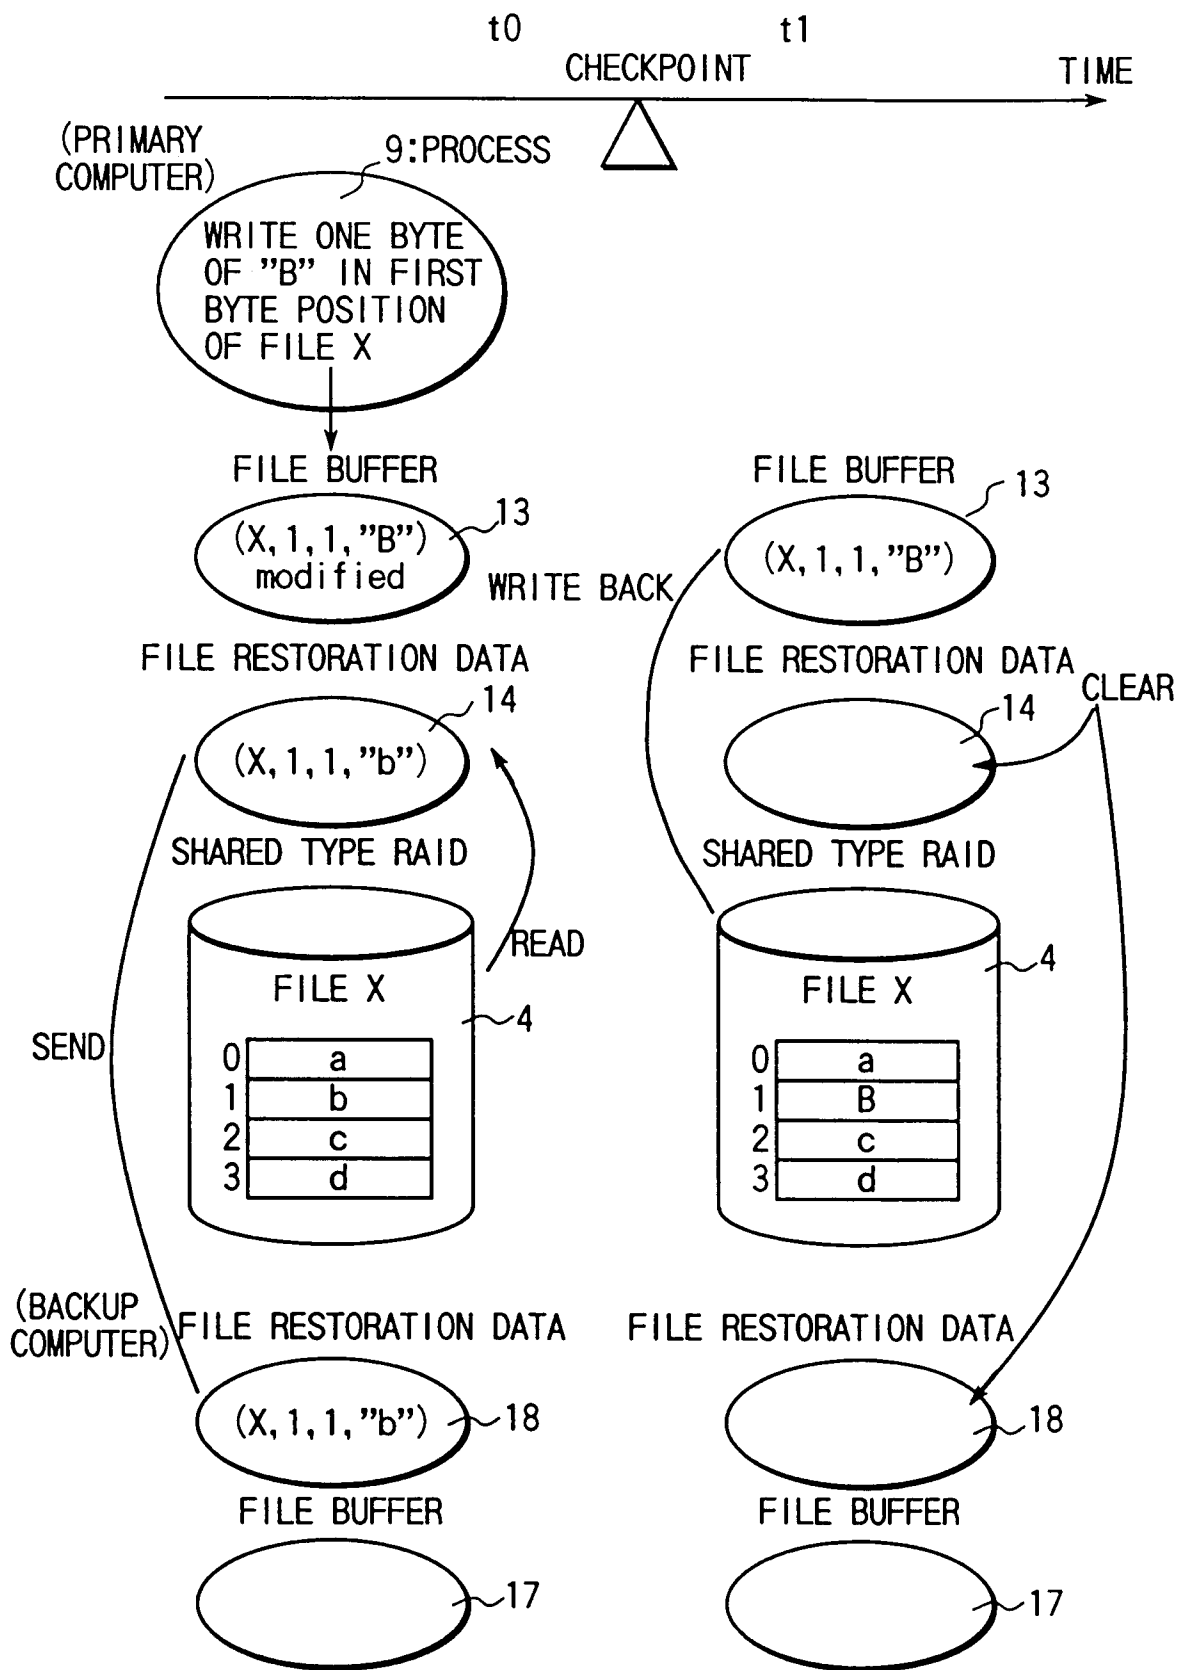 t0
t1
CHECKPOINT
TIME
(PRIMARY
COMPUTER)
9:PROCESS
WRITE ONE BYTE
OF "B" IN FIRST
BYTE POSITION
OF FILE X
FILE BUFFER
13
(X,1,1,"B")
modified
FILE BUFFER
13
(X,1,1,"B")
WRITE BACK
FILE RESTORATION DATA
14
(X,1,1,"b")
FILE RESTORATION DATA
CLEAR
14
SHARED TYPE RAID
READ
FILE X
4
0 a
1 b
2 c
3 d
SEND
SHARED TYPE RAID
4
FILE X
0 a
1 B
2 c
3 d
(BACKUP
COMPUTER)
FILE RESTORATION DATA
(X,1,1,"b")
18
FILE RESTORATION DATA
18
FILE BUFFER
17
FILE BUFFER
17